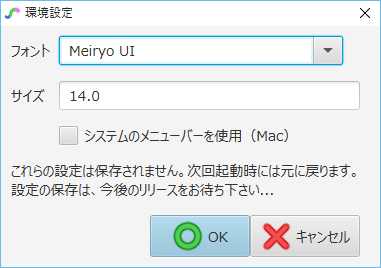 環境設定
フォント Meiryo UI
サイズ 14.0
システムのメニューバーを使用（Mac）
これらの設定は保存されません。次回起動時には元に戻ります。
設定の保存は、今後のリリースをお待ち下さい...
OK キャンセル